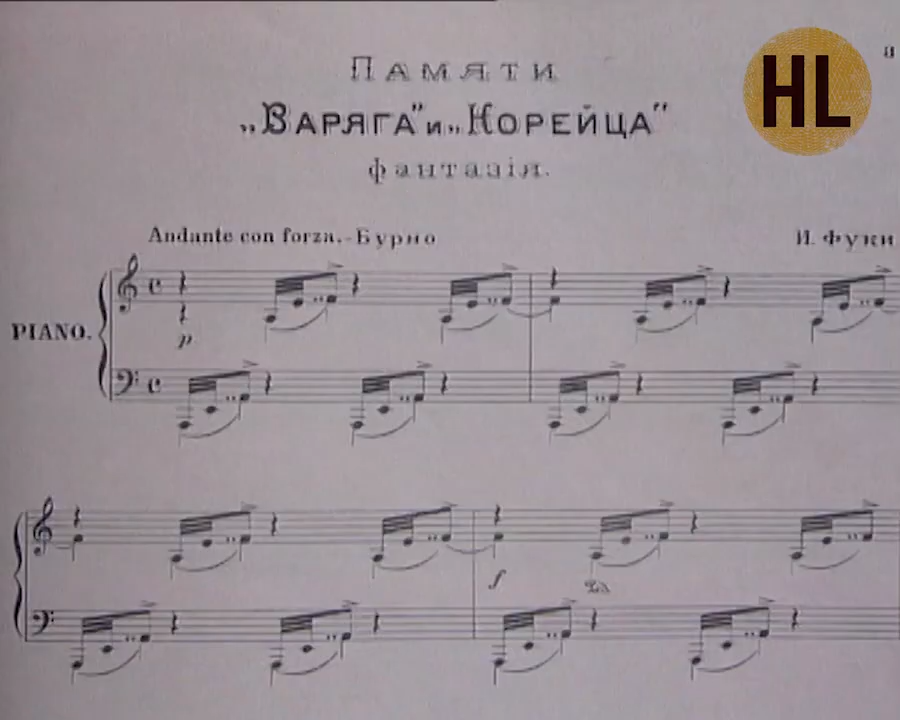 HL
Памяти
„Варяга" и „Корейца"
фантазія.
Andante con forza.-Бурно
И. Фуки
PIANO.
p
f